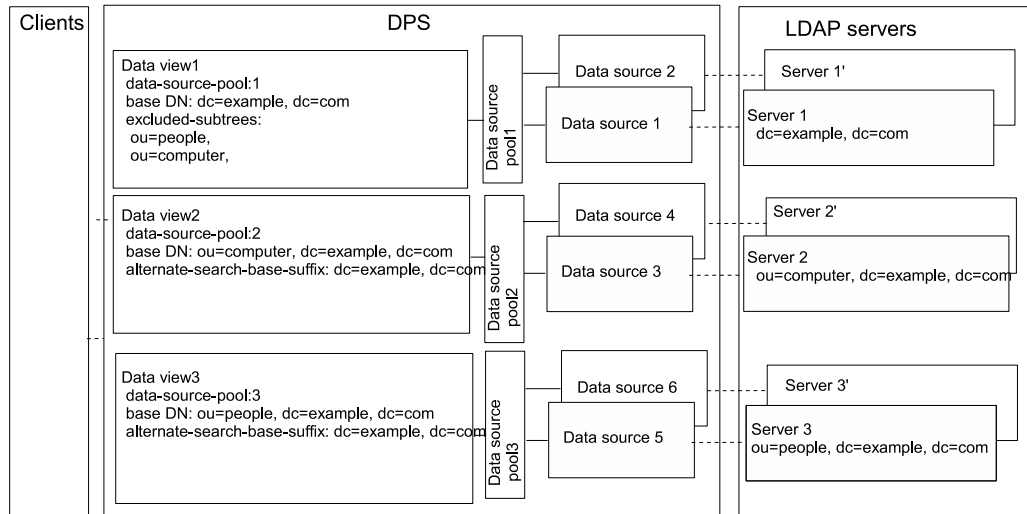 Clients
DPS
LDAP servers
Data view1
data-source-pool:1
base DN: dc=example, dc=com
excluded-subtrees:
ou=people,
ou=computer,
Data source
pool1
Data source 2
Data source 1
Server 1'
Server 1
dc=example, dc=com
Data view2
data-source-pool:2
base DN: ou=computer, dc=example, dc=com
alternate-search-base-suffix: dc=example, dc=com
Data source
pool2
Data source 4
Data source 3
Server 2'
Server 2
ou=computer, dc=example, dc=com
Data view3
data-source-pool:3
base DN: ou=people, dc=example, dc=com
alternate-search-base-suffix: dc=example, dc=com
Data source
pool3
Data source 6
Data source 5
Server 3'
Server 3
ou=people, dc=example, dc=com